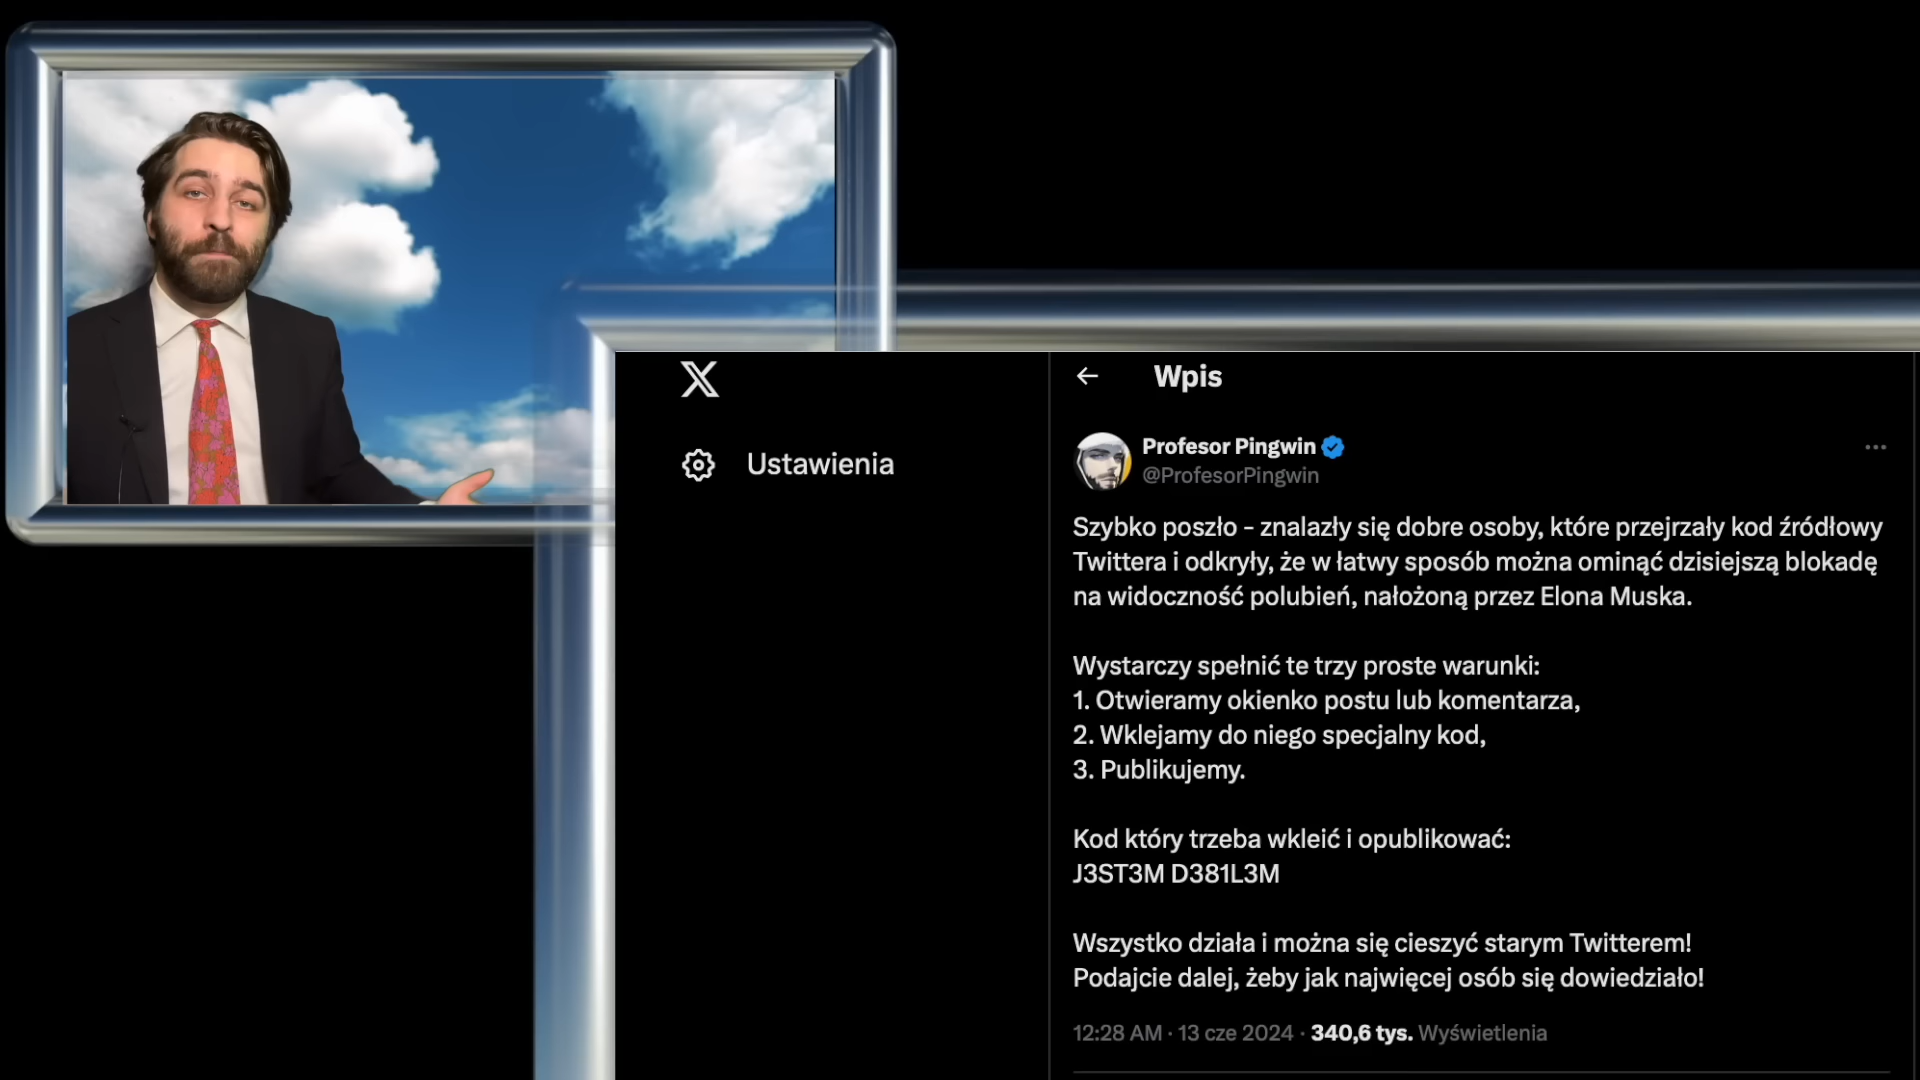 Ustawienia
Wpis
Profesor Pingwin
@ProfesorPingwin
Szybko poszło - znalazły się dobre osoby, które przejrzały kod źródłowy
Twittera i odkryły, że w łatwy sposób można ominąć dzisiejszą blokadę
na widoczność polubień, nałożoną przez Elona Muska.
Wystarczy spełnić te trzy proste warunki:
1. Otwieramy okienko postu lub komentarza,
2. Wklejamy do niego specjalny kod,
3. Publikujemy.
Kod który trzeba wkleić i opublikować:
J3ST3M D381L3M
Wszystko działa i można się cieszyć starym Twitterem!
Podajcie dalej, żeby jak najwięcej osób się dowiedziało!
12:28 AM · 13 cze 2024 · 340,6 tys. Wyświetlenia